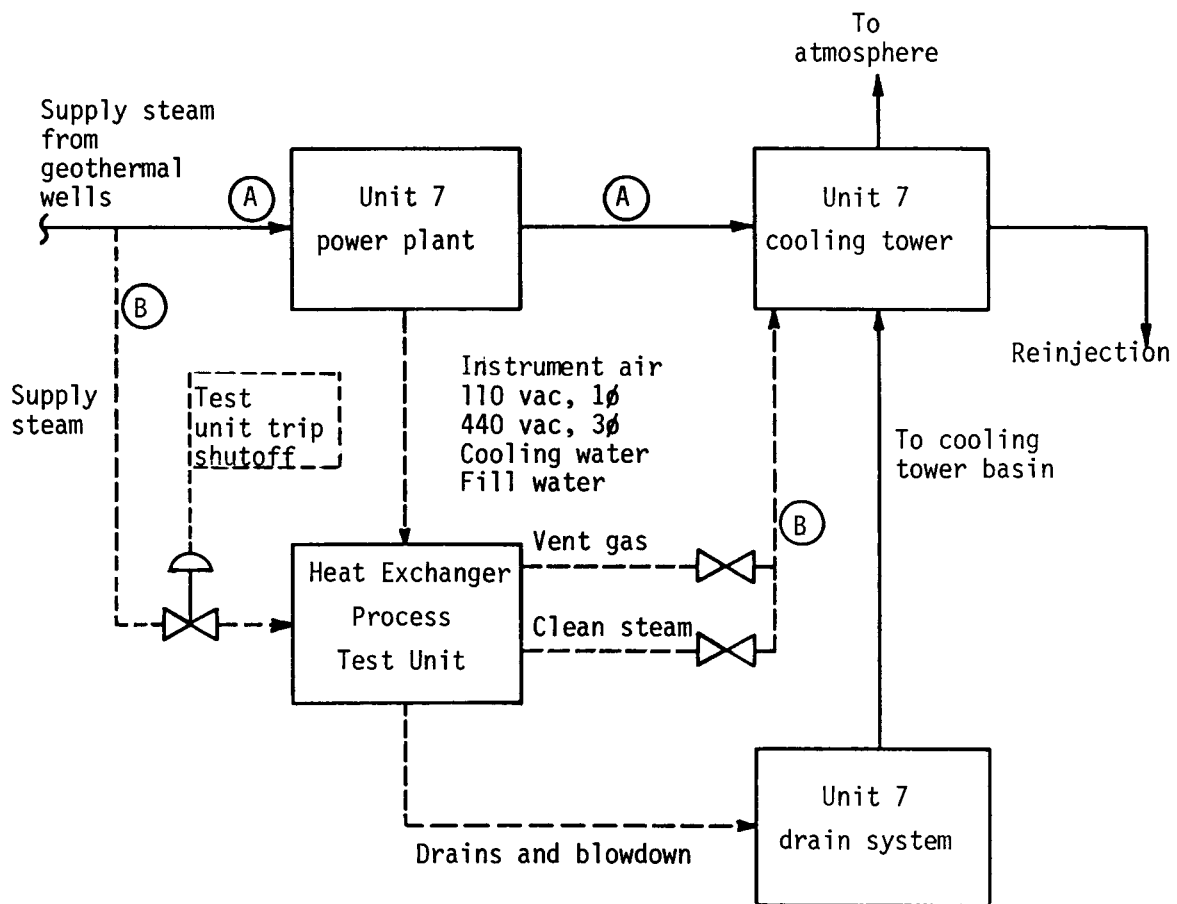 To
atmosphere
Supply steam
from
geothermal
wells
A
Unit 7
power plant
A
Unit 7
cooling tower
B
Reinjection
Supply
steam
Test
unit trip
shutoff
Instrument air
110 vac, 1ø
440 vac, 3ø
Cooling water
Fill water
To cooling
tower basin
B
Vent gas
Heat Exchanger
Process
Test Unit
Clean steam
Unit 7
drain system
Drains and blowdown